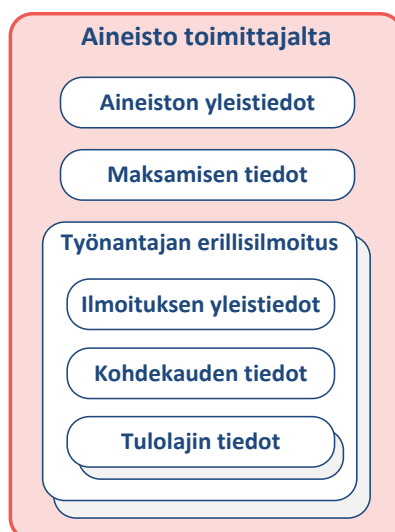 Aineisto toimittajalta
Aineiston yleistiedot
Maksamisen tiedot
Työnantajan erillisilmoitus
Ilmoituksen yleistiedot
Kohdekauden tiedot
Tulolajin tiedot